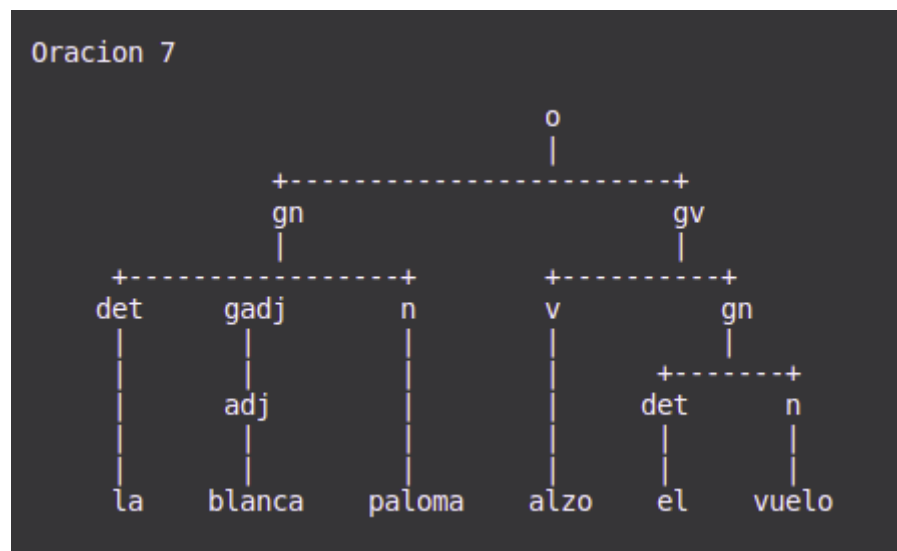 Oracion 7
o
gn gv
det gadj n v gn
adj det n
la blanca paloma alzo el vuelo